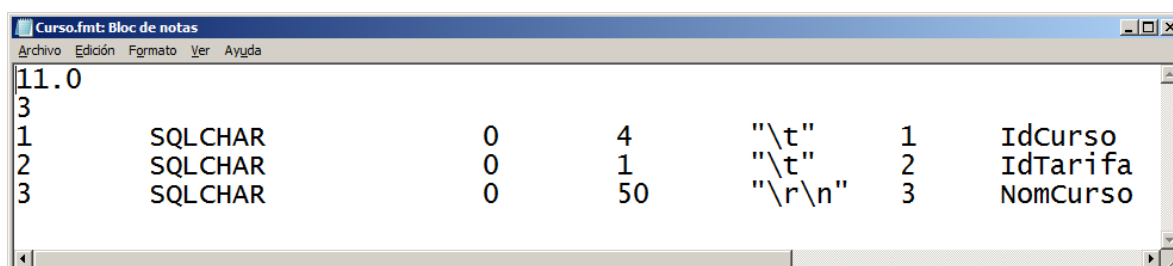 Curso.fmt: Bloc de notas
Archivo Edición Formato Ver Ayuda
11.0
3
1 SQLCHAR 0 4 "\t" 1 IdCurso
2 SQLCHAR 0 1 "\t" 2 IdTarifa
3 SQLCHAR 0 50 "\r\n" 3 NomCurso